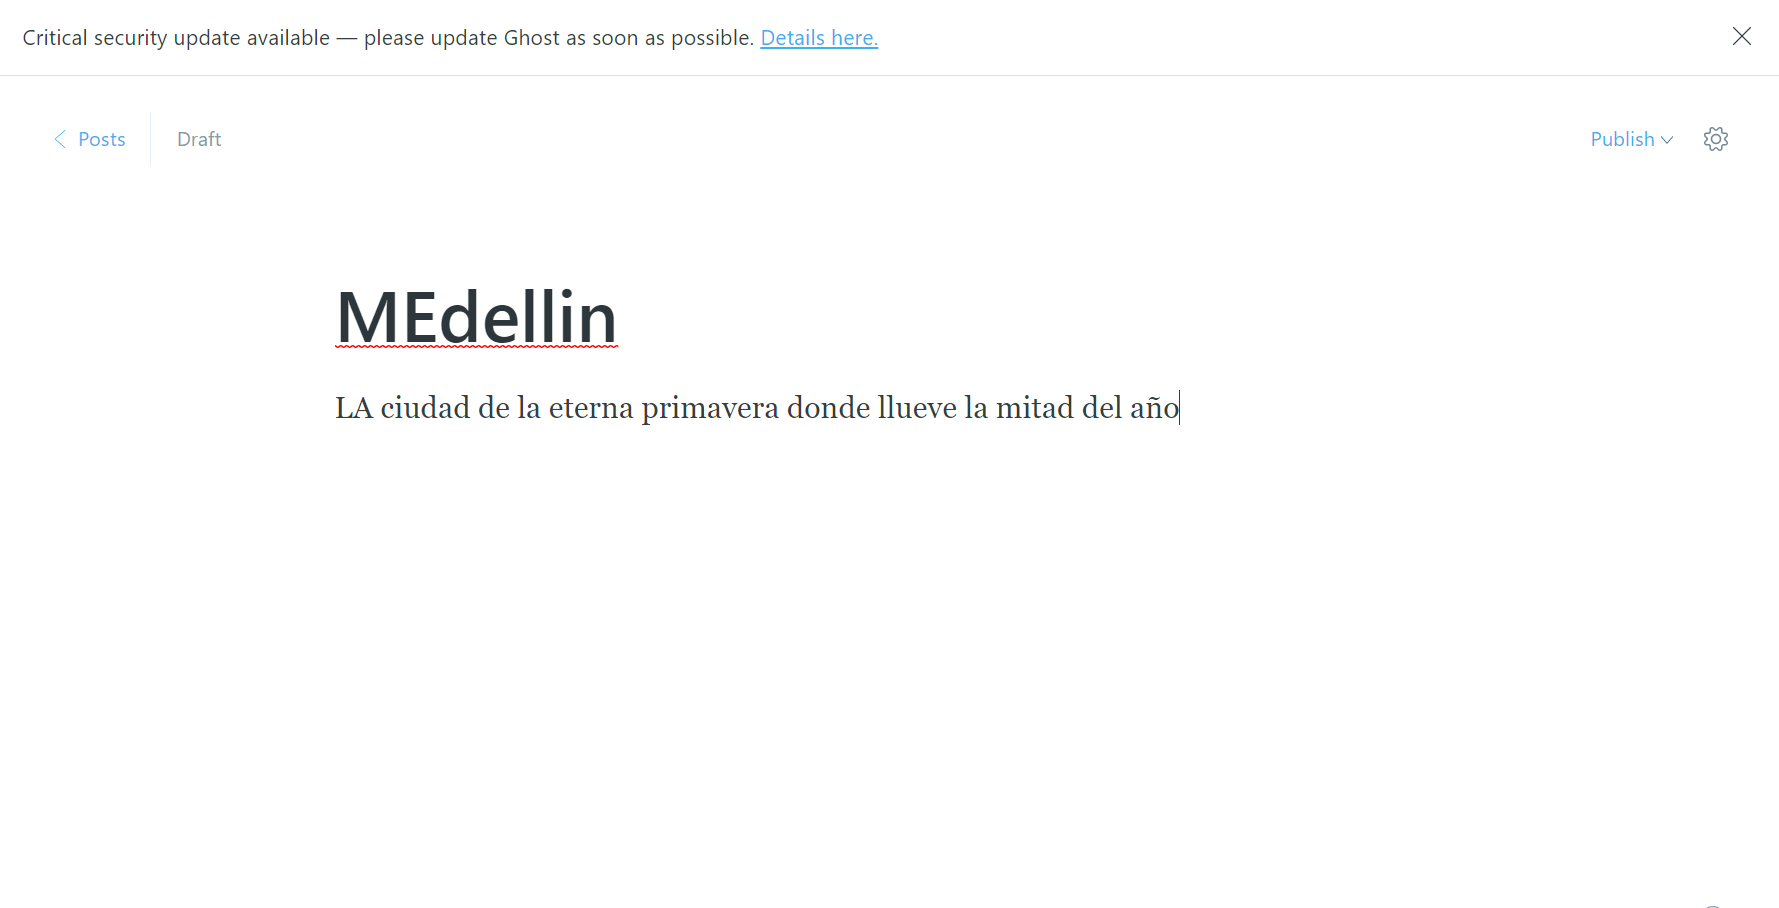 Critical security update available — please update Ghost as soon as possible. Details here.
Posts
Draft
Publish
MEdellin
LA ciudad de la eterna primavera donde llueve la mitad del año